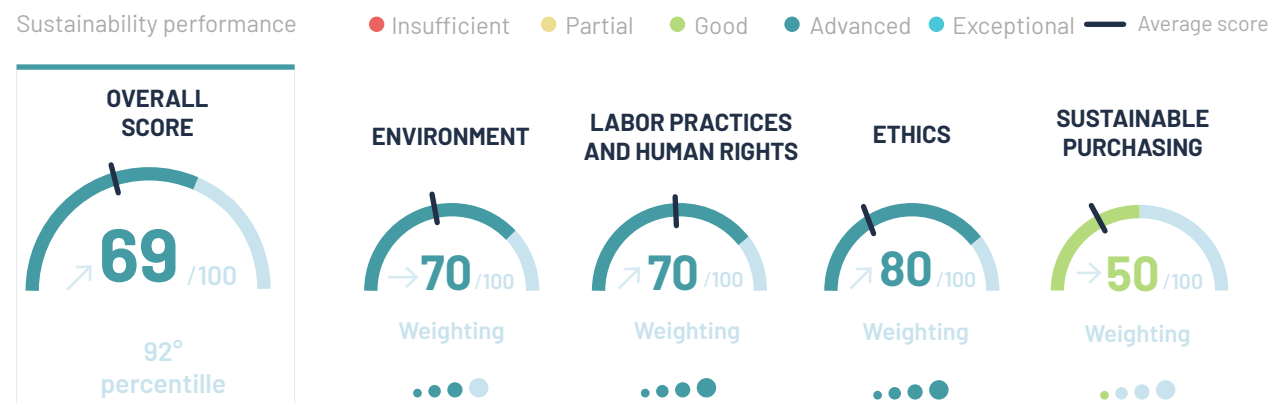 Sustainability performance
Insufficient
Partial
Good
Advanced
Exceptional
Average score
OVERALL
SCORE
69 /100
92°
percentille
ENVIRONMENT
70 /100
Weighting
LABOR PRACTICES
AND HUMAN RIGHTS
70 /100
Weighting
ETHICS
80 /100
Weighting
SUSTAINABLE
PURCHASING
50 /100
Weighting